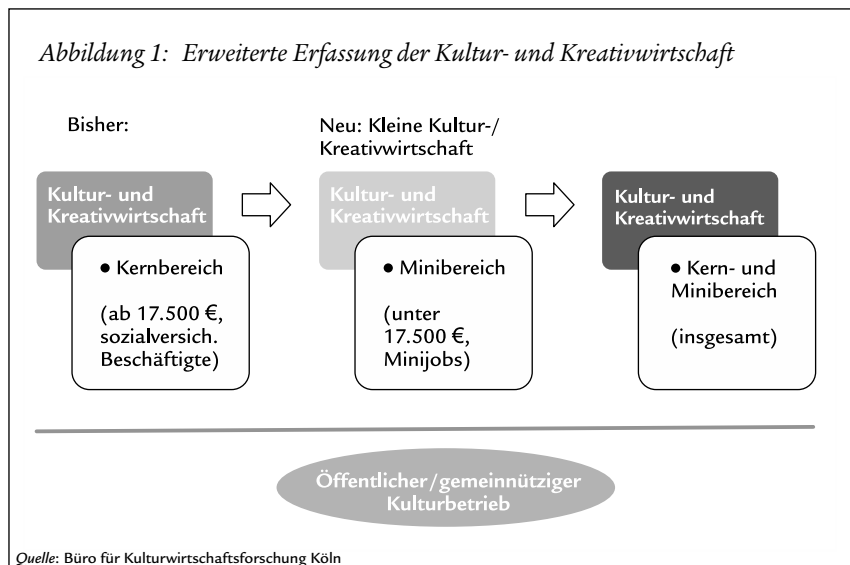 Abbildung 1: Erweiterte Erfassung der Kultur- und Kreativwirtschaft
Bisher:
Neu: Kleine Kultur-/
Kreativwirtschaft
Kultur- und
Kreativwirtschaft
• Kernbereich
(ab 17.500 €,
sozialversich.
Beschäftigte)
Kultur- und
Kreativwirtschaft
• Minibereich
(unter
17.500 €,
Minijobs)
Kultur- und
Kreativwirtschaft
• Kern- und
Minibereich
(insgesamt)
Öffentlicher/gemeinnütziger
Kulturbetrieb
Quelle: Büro für Kulturwirtschaftsforschung Köln